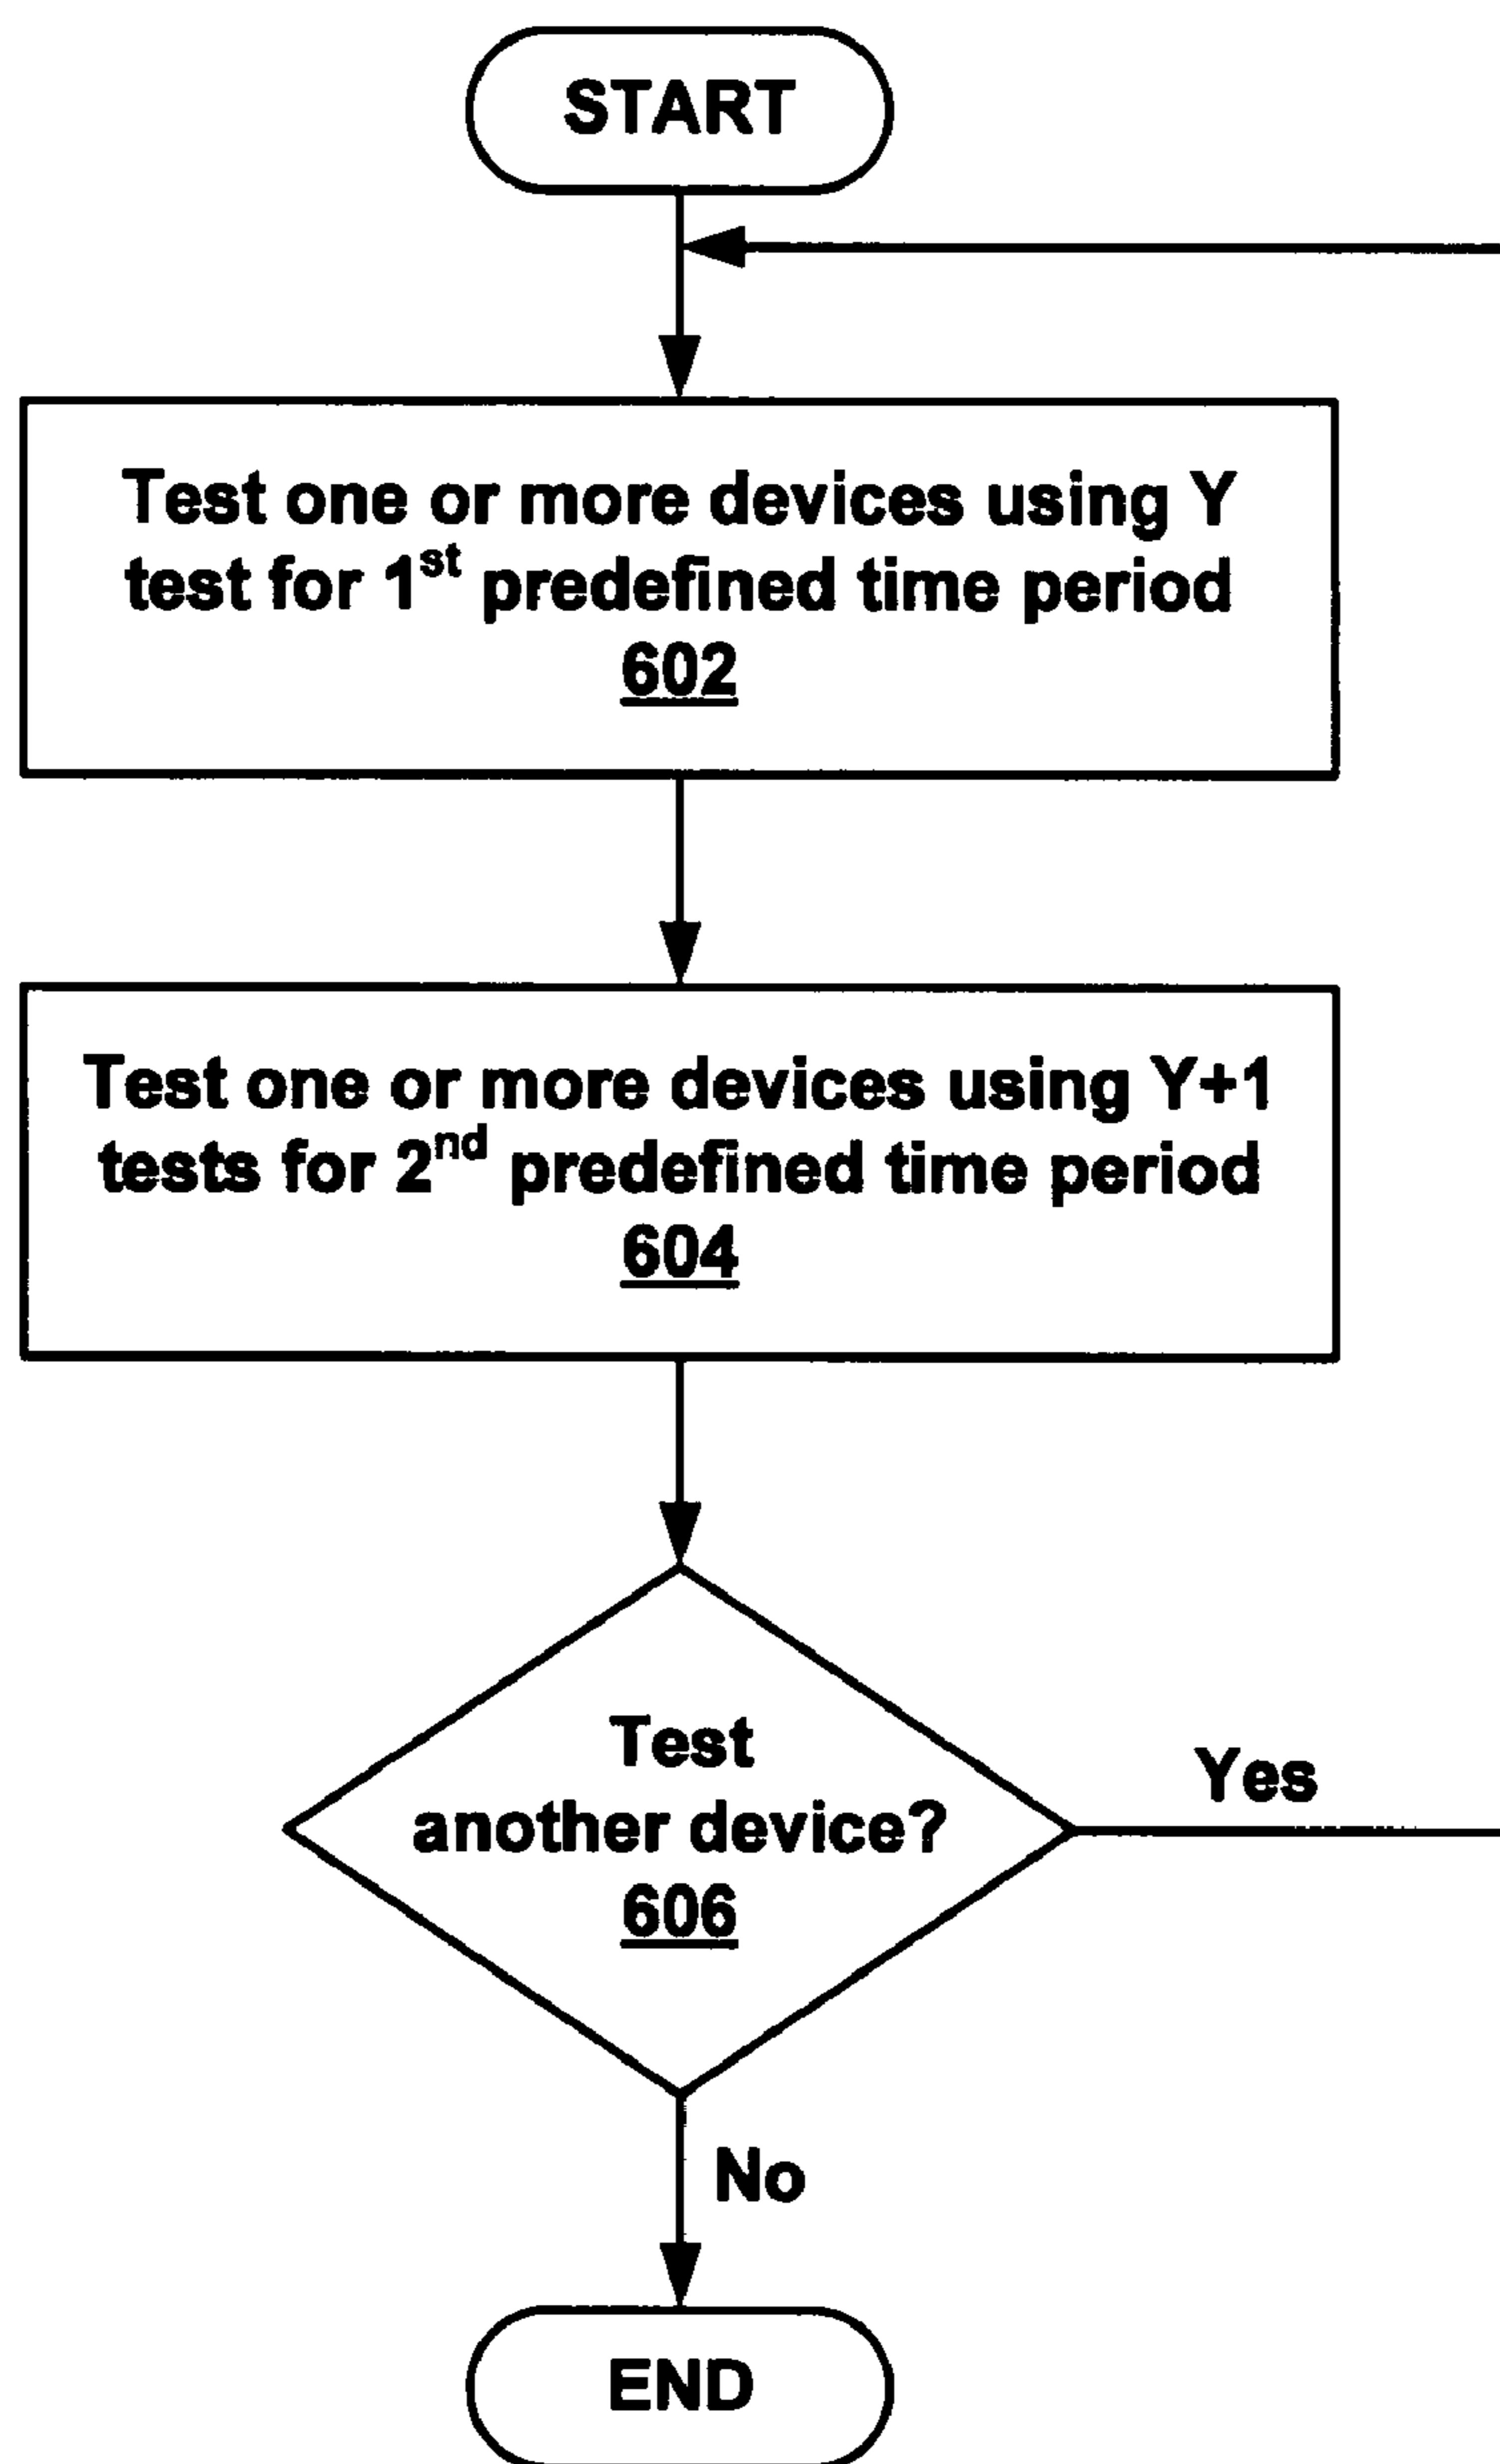 START
Test one or more devices using Y
test for 1st predefined time period
602
Test one or more devices using Y+1
tests for 2nd predefined time period
604
Test
another device?
606
Yes
No
END